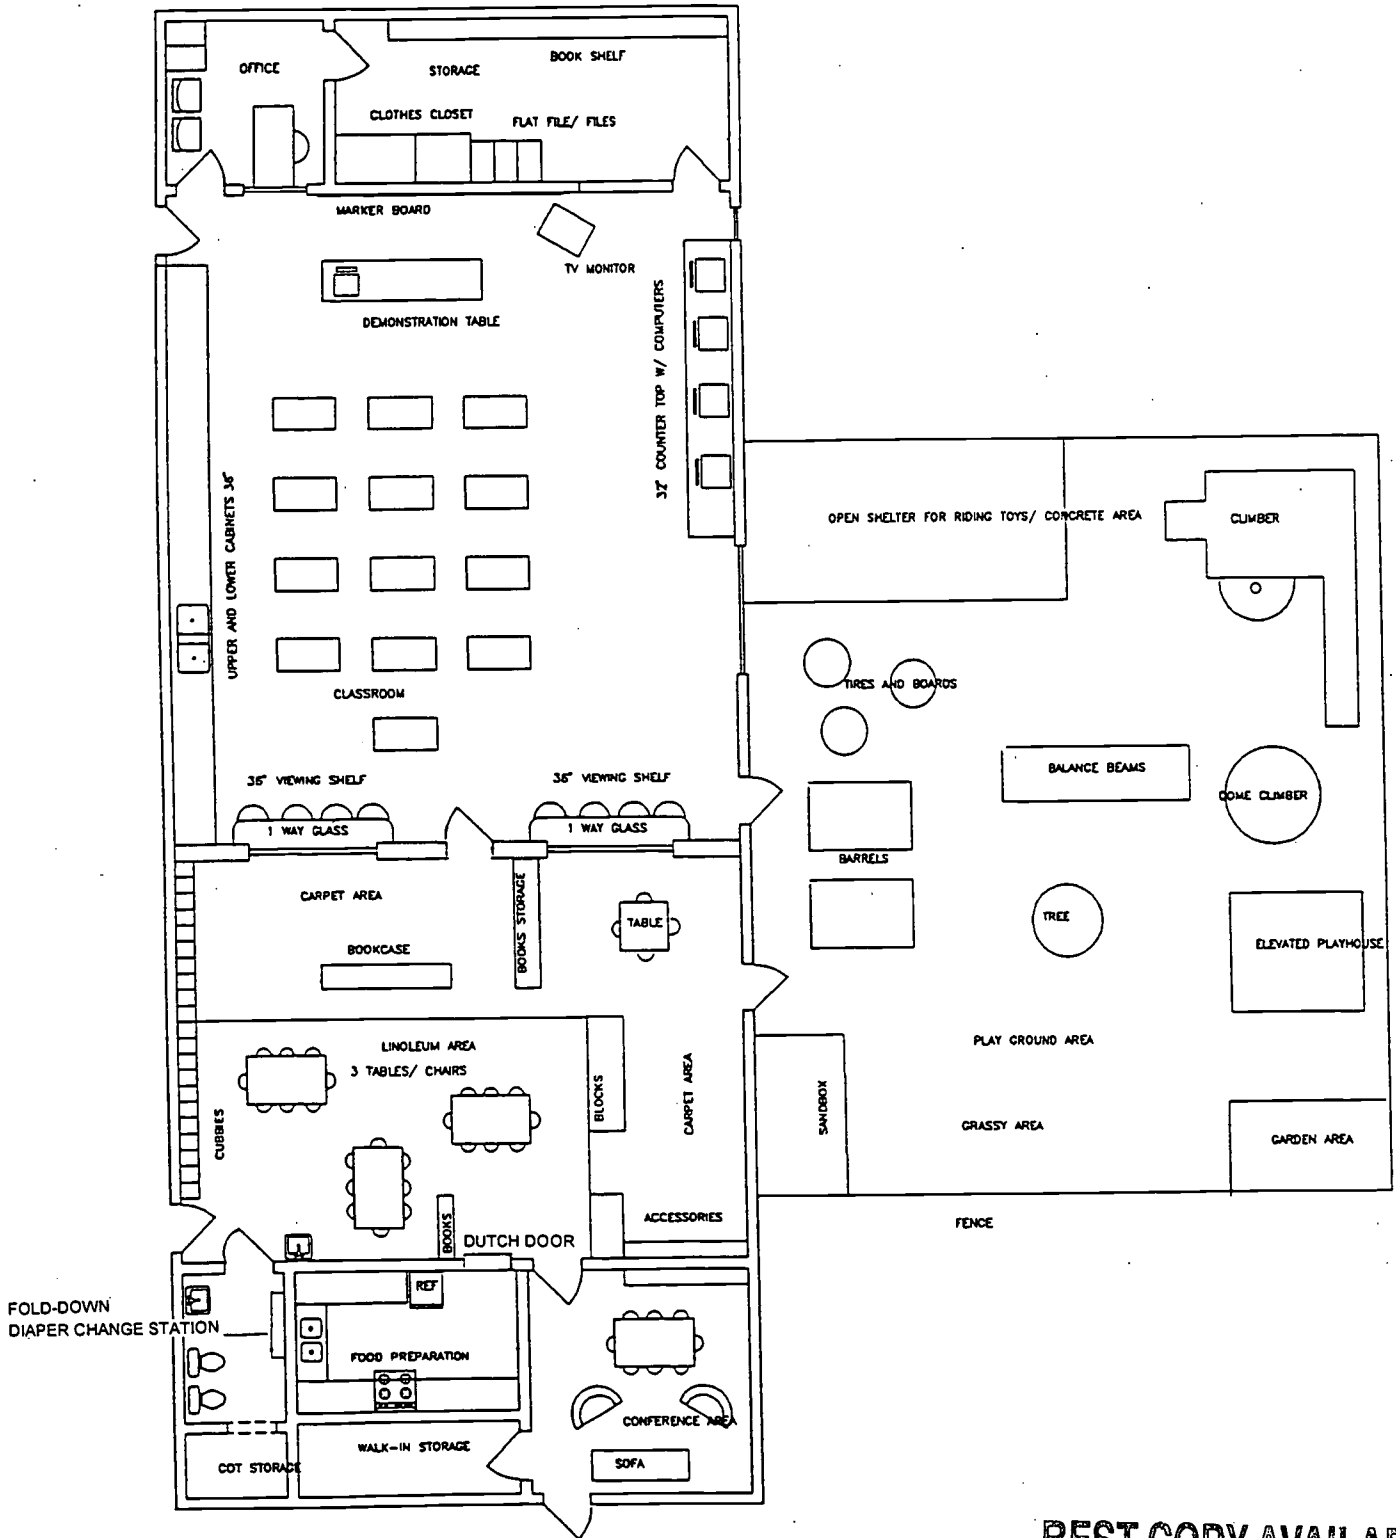 OFFICE
STORAGE
BOOK SHELF
CLOTHES CLOSET
FLAT FILE/ FILES
MARKER BOARD
TV MONITOR
DEMONSTRATION TABLE
32" COUNTER TOP W/ COMPUTERS
UPPER AND LOWER CABINETS 36"
OPEN SHELTER FOR RIDING TOYS/ CONCRETE AREA
CLIMBER
TIRES AND BOARDS
CLASSROOM
BALANCE BEAMS
DOME CLIMBER
36" VIEWING SHELF
36" VIEWING SHELF
1 WAY GLASS
1 WAY GLASS
BARRELS
CARPET AREA
BOOKS STORAGE
TABLE
TREE
BOOKCASE
ELEVATED PLAYHOUSE
LINOLEUM AREA
3 TABLES/ CHAIRS
PLAY GROUND AREA
BLOCKS
CARPET AREA
CUBBIES
SANDBOX
GRASSY AREA
GARDEN AREA
ACCESSORIES
FENCE
BOOKS
DUTCH DOOR
REF
FOLD-DOWN
DIAPER CHANGE STATION
FOOD PREPARATION
CONFERENCE AREA
WALK-IN STORAGE
COT STORAGE
SOFA
BEST COPY AVAILA